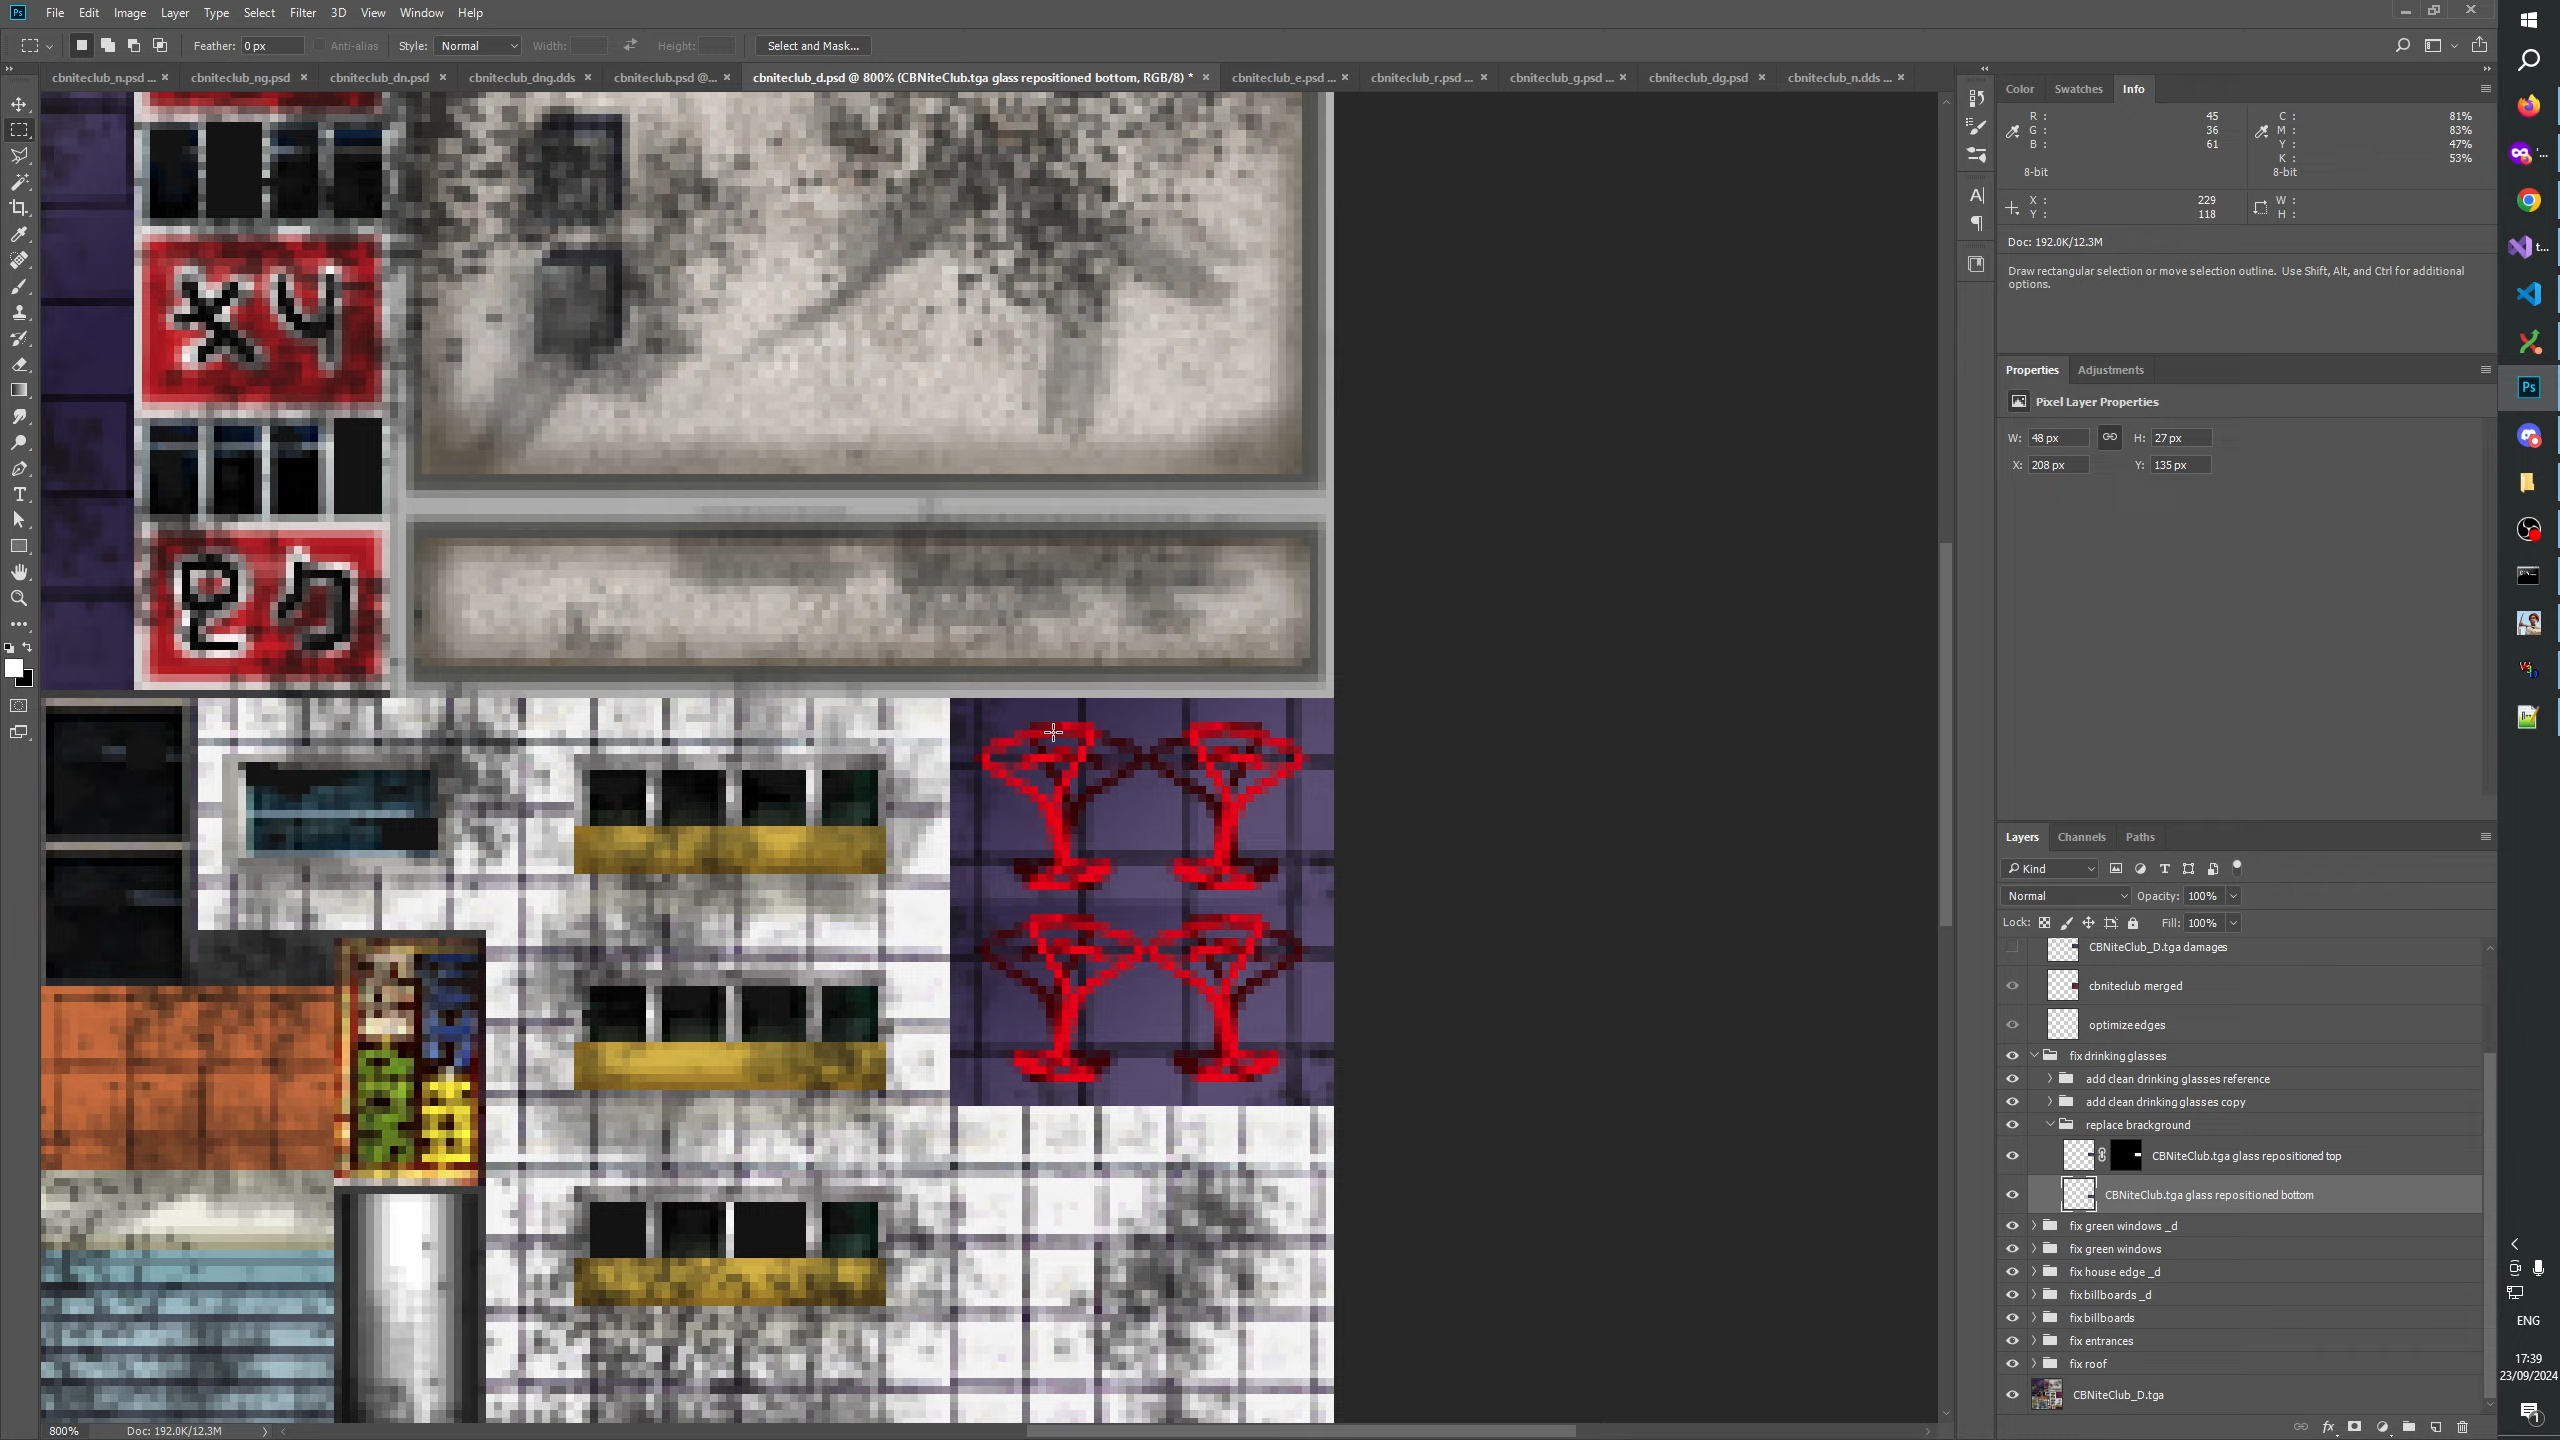 File Edit Image Layer Type Select Filter 3D View Window Help
Feather: 0 px Anti-alias Style: Normal Width: Height: Select and Mask...
cbniteclub_n.psd ... × cbniteclub_ng.psd × cbniteclub_dn.psd × cbniteclub_dng.dds × cbniteclub.psd @... × cbniteclub_d.psd @ 800% (CBNiteClub.tga glass repositioned bottom, RGB/8) * × cbniteclub_e.psd ... × cbniteclub_r.psd ... × cbniteclub_g.psd ... × cbniteclub_dg.psd × cbniteclub_n.dds ... ×
Color Swatches Info
R : 45 C : 81%
G : 36 M : 83%
B : 61 Y : 47%
K : 53%
8-bit 8-bit
X : 229 W :
Y : 118 H :
Doc: 192.0K/12.3M
Draw rectangular selection or move selection outline. Use Shift, Alt, and Ctrl for additional
options.
Properties Adjustments
Pixel Layer Properties
W: 48 px H: 27 px
X: 208 px Y: 135 px
Layers Channels Paths
Kind
Normal Opacity: 100%
Lock: Fill: 100%
CBNiteClub_D.tga damages
cbniteclub merged
optimize edges
fix drinking glasses
add clean drinking glasses reference
add clean drinking glasses copy
replace brackground
CBNiteClub.tga glass repositioned top
CBNiteClub.tga glass repositioned bottom
fix green windows _d
fix green windows
fix house edge _d
fix billboards _d
fix billboards
fix entrances
fix roof
CBNiteClub_D.tga
800% Doc: 192.0K/12.3M
ENG
17:39
23/09/2024